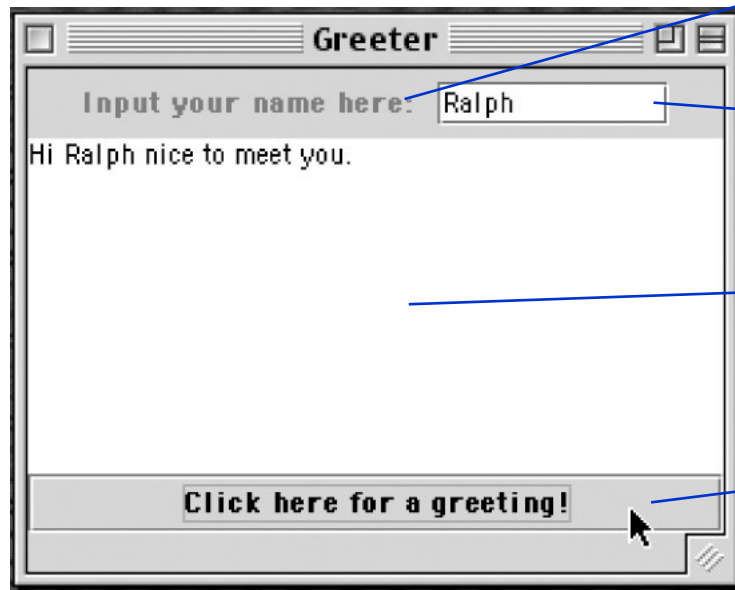 Greeter
Input your name here: Ralph
Hi Ralph nice to meet you.
Click here for a greeting!